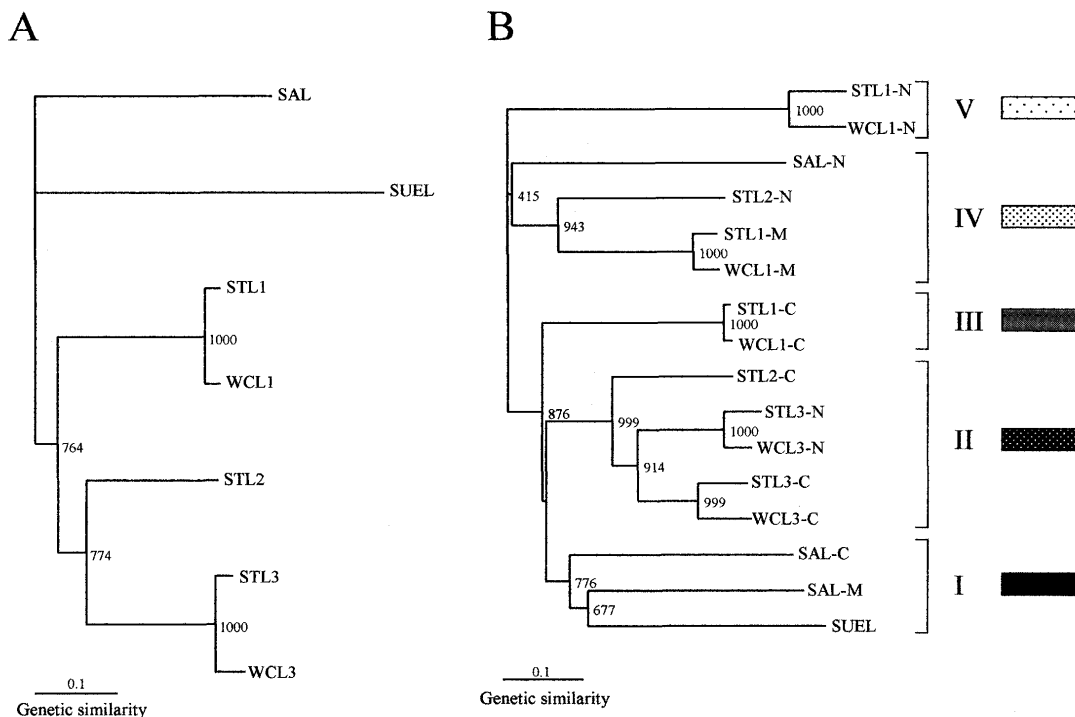 A
SAL
SUEL
STL1
1000
WCL1
764
STL2
774
STL3
1000
WCL3
0.1
Genetic similarity
B
STL1-N
1000
WCL1-N
V
SAL-N
415
STL2-N
943
STL1-M
1000
WCL1-M
IV
STL1-C
1000
WCL1-C
III
876
STL2-C
999
STL3-N
1000
WCL3-N
914
STL3-C
999
WCL3-C
II
SAL-C
776
SAL-M
677
SUEL
I
0.1
Genetic similarity